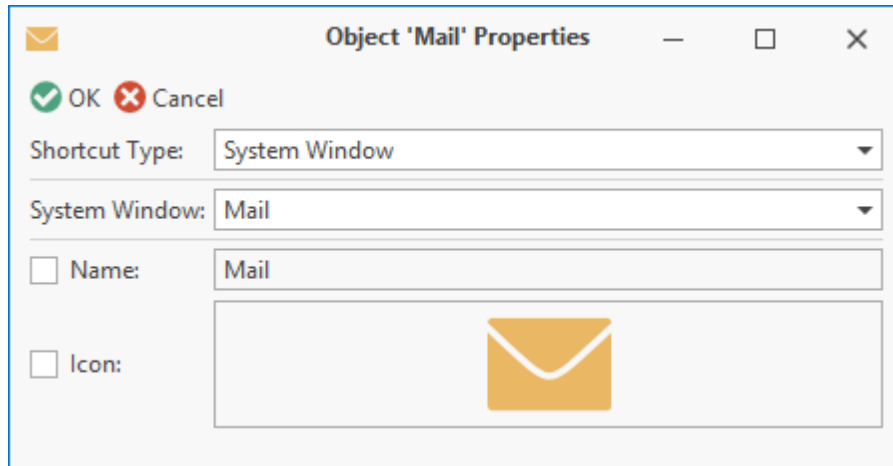 Object 'Mail' Properties
OK Cancel
Shortcut Type: System Window
System Window: Mail
Name: Mail
Icon: